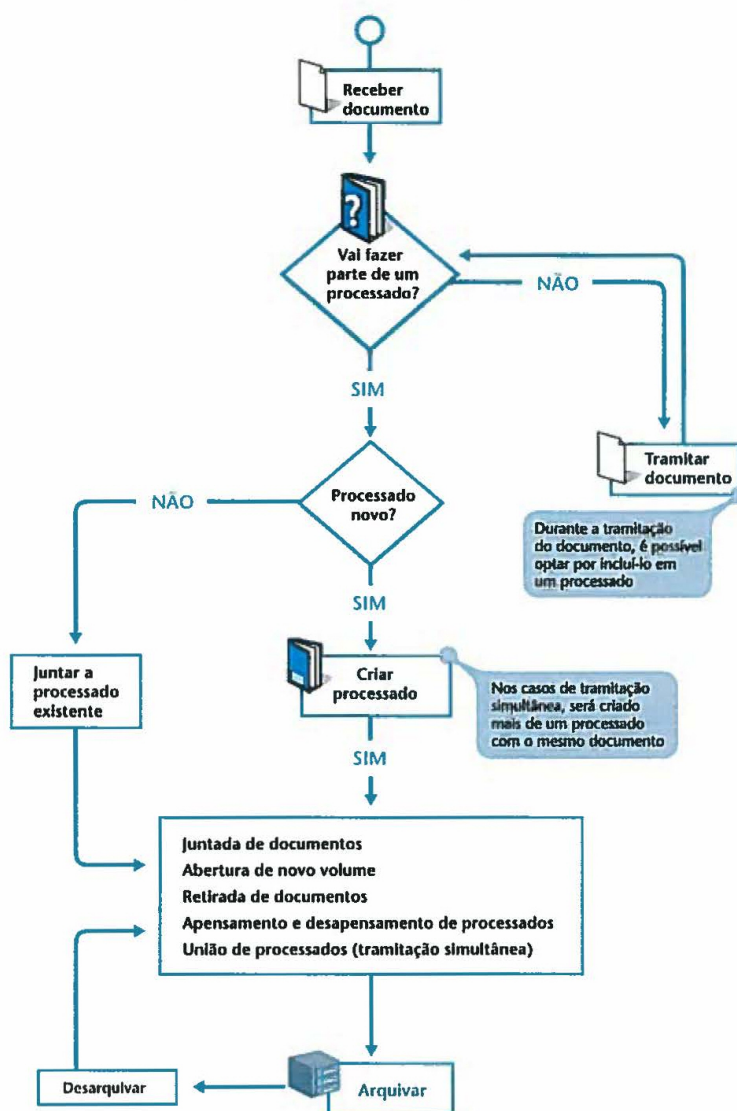 Receber
documento
?
Vai fazer
parte de um
processado?
NÃO
SIM
Tramitar
documento
Durante a tramitação
do documento, é possível
optar por incluí-lo em
um processado
Processado
novo?
NÃO
SIM
Juntar a
processado
existente
Criar
processado
Nos casos de tramitação
simultânea, será criado
mais de um processado
com o mesmo documento
SIM
Juntada de documentos
Abertura de novo volume
Retirada de documentos
Apensamento e desapensamento de processados
União de processados (tramitação simultânea)
Desarquivar
Arquivar